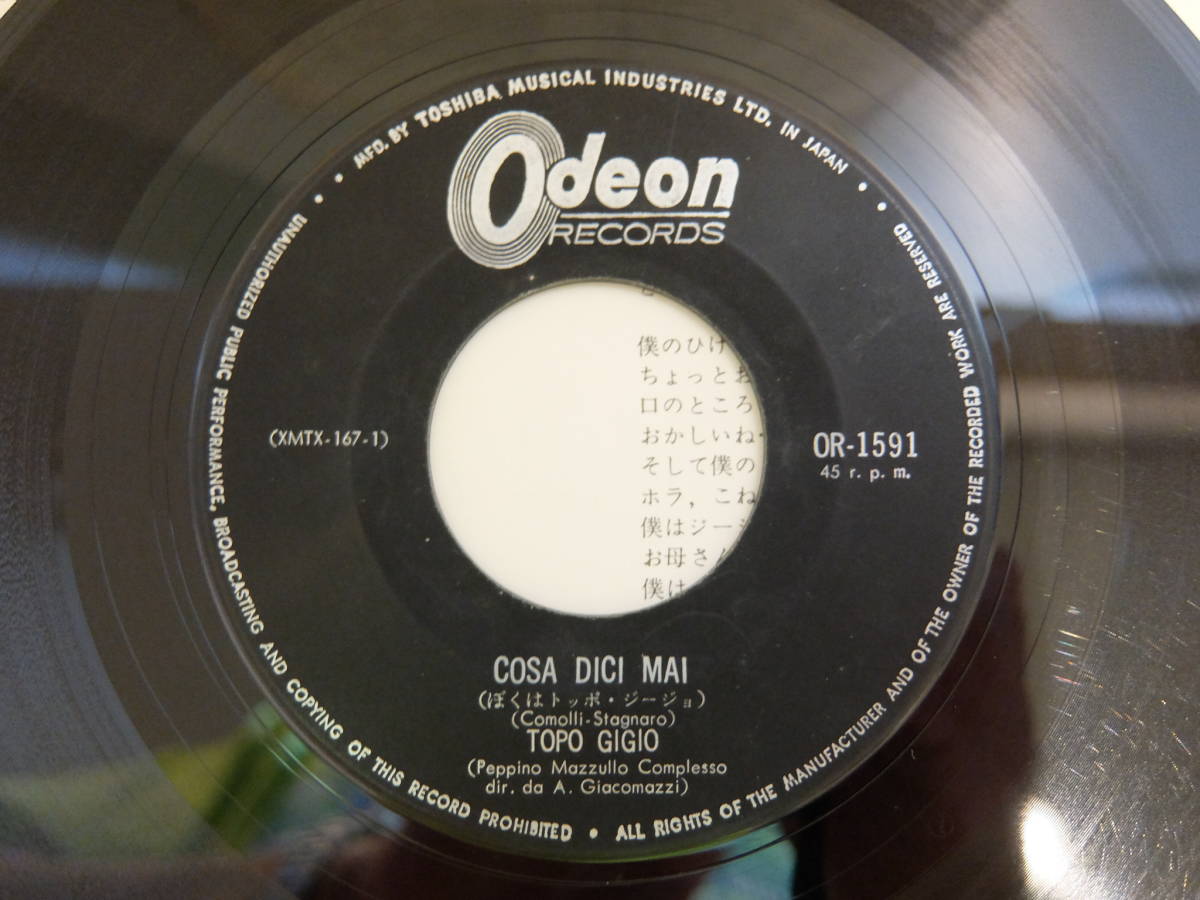 MFD. BY TOSHIBA MUSICAL INDUSTRIES LTD. IN JAPAN
Odeon
RECORDS
(XMTX-167-1)
OR-1591
45 r. p. m.
僕のひげ
ちょっとお
口のところ
おかしいね
そして僕の
ホラ，こね
僕はジー
お母さん
僕は
COSA DICI MAI
(ぼくはトッポ・ジージョ)
(Comolli-Stagnaro)
TOPO GIGIO
(Peppino Mazzullo Complesso
dir. da A. Giacomazzi)
UNAUTHORIZED PUBLIC PERFORMANCE, BROADCASTING AND COPYING OF THIS RECORD PROHIBITED • ALL RIGHTS OF THE MANUFACTURER AND OF THE OWNER OF THE RECORDED WORK ARE RESERVED